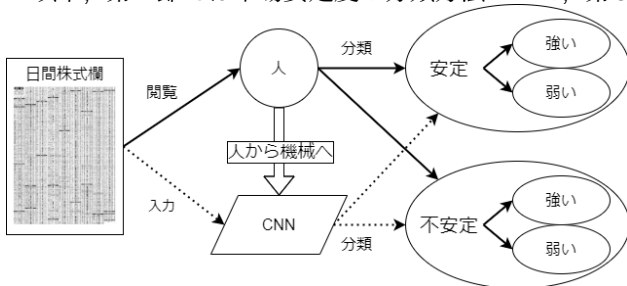 日間株式欄
閲覧
入力
人
人から機械へ
CNN
分類
分類
安定
強い
弱い
不安定
強い
弱い